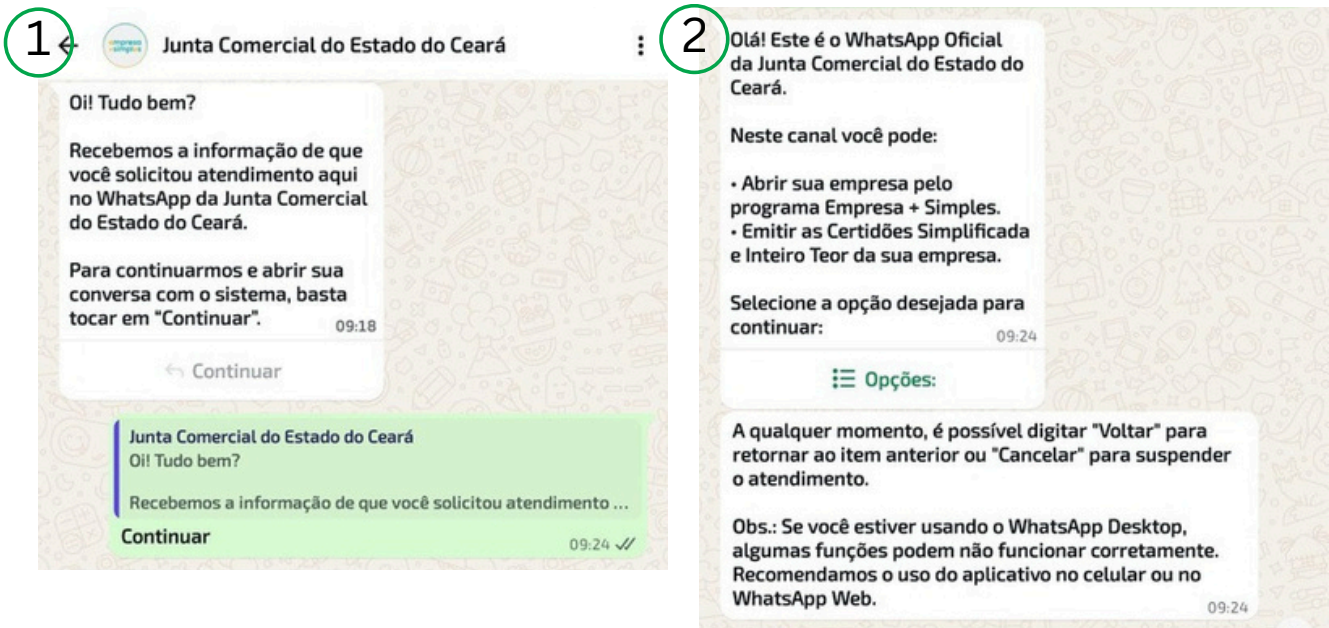 1
empresa
+simples
Junta Comercial do Estado do Ceará
Oi! Tudo bem?
Recebemos a informação de que
você solicitou atendimento aqui
no WhatsApp da Junta Comercial
do Estado do Ceará.
Para continuarmos e abrir sua
conversa com o sistema, basta
tocar em "Continuar".
09:18
Continuar
Junta Comercial do Estado do Ceará
Oi! Tudo bem?
Recebemos a informação de que você solicitou atendimento ...
Continuar
09:24
2
Olá! Este é o WhatsApp Oficial
da Junta Comercial do Estado do
Ceará.
Neste canal você pode:
• Abrir sua empresa pelo
programa Empresa + Simples.
• Emitir as Certidões Simplificada
e Inteiro Teor da sua empresa.
Selecione a opção desejada para
continuar:
09:24
Opções:
A qualquer momento, é possível digitar "Voltar" para
retornar ao item anterior ou "Cancelar" para suspender
o atendimento.
Obs.: Se você estiver usando o WhatsApp Desktop,
algumas funções podem não funcionar corretamente.
Recomendamos o uso do aplicativo no celular ou no
WhatsApp Web.
09:24